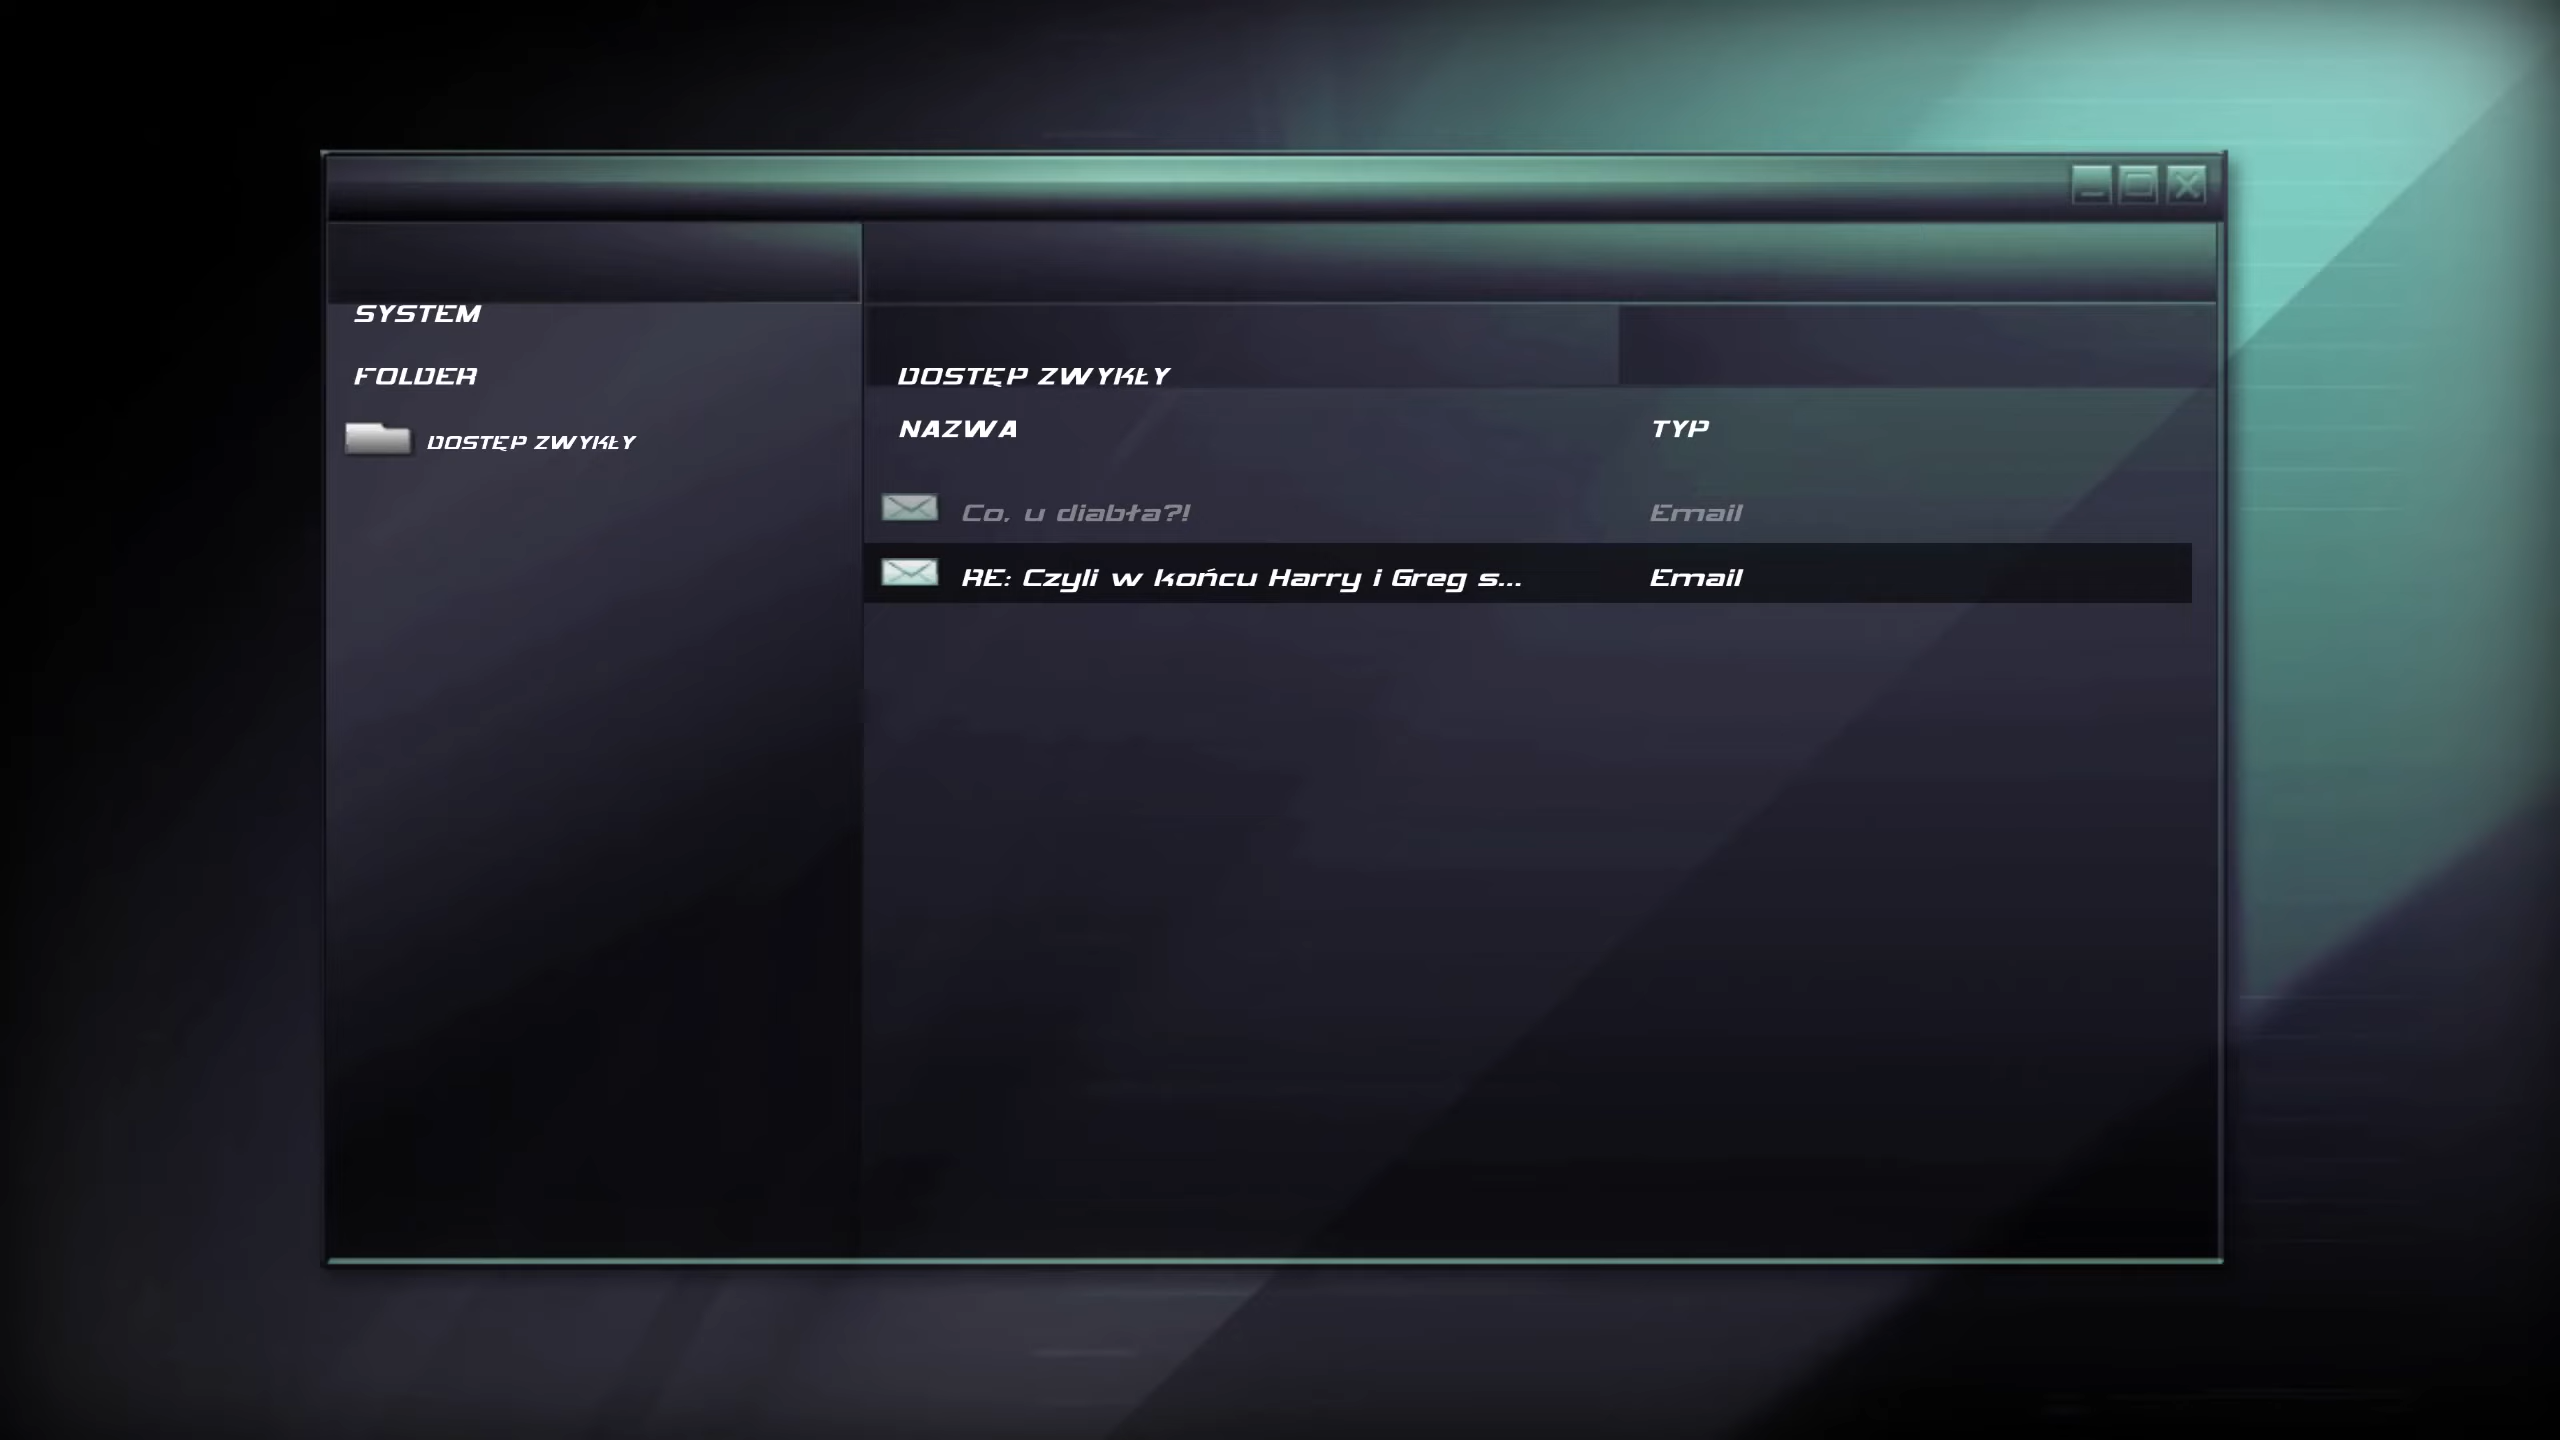 SYSTEM
FOLDER
DOSTĘP ZWYKŁY
DOSTĘP ZWYKŁY
NAZWA TYP
Co, u diabła?! Email
RE: Czyli w końcu Harry i Greg s... Email